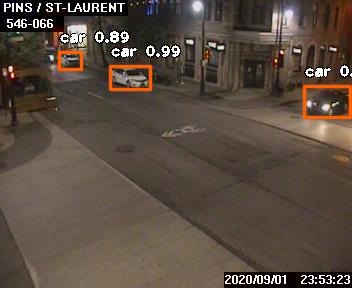 PINS / ST-LAURENT
546-066
car 0.89
car 0.99
car 0.
2020/09/01 23:53:23